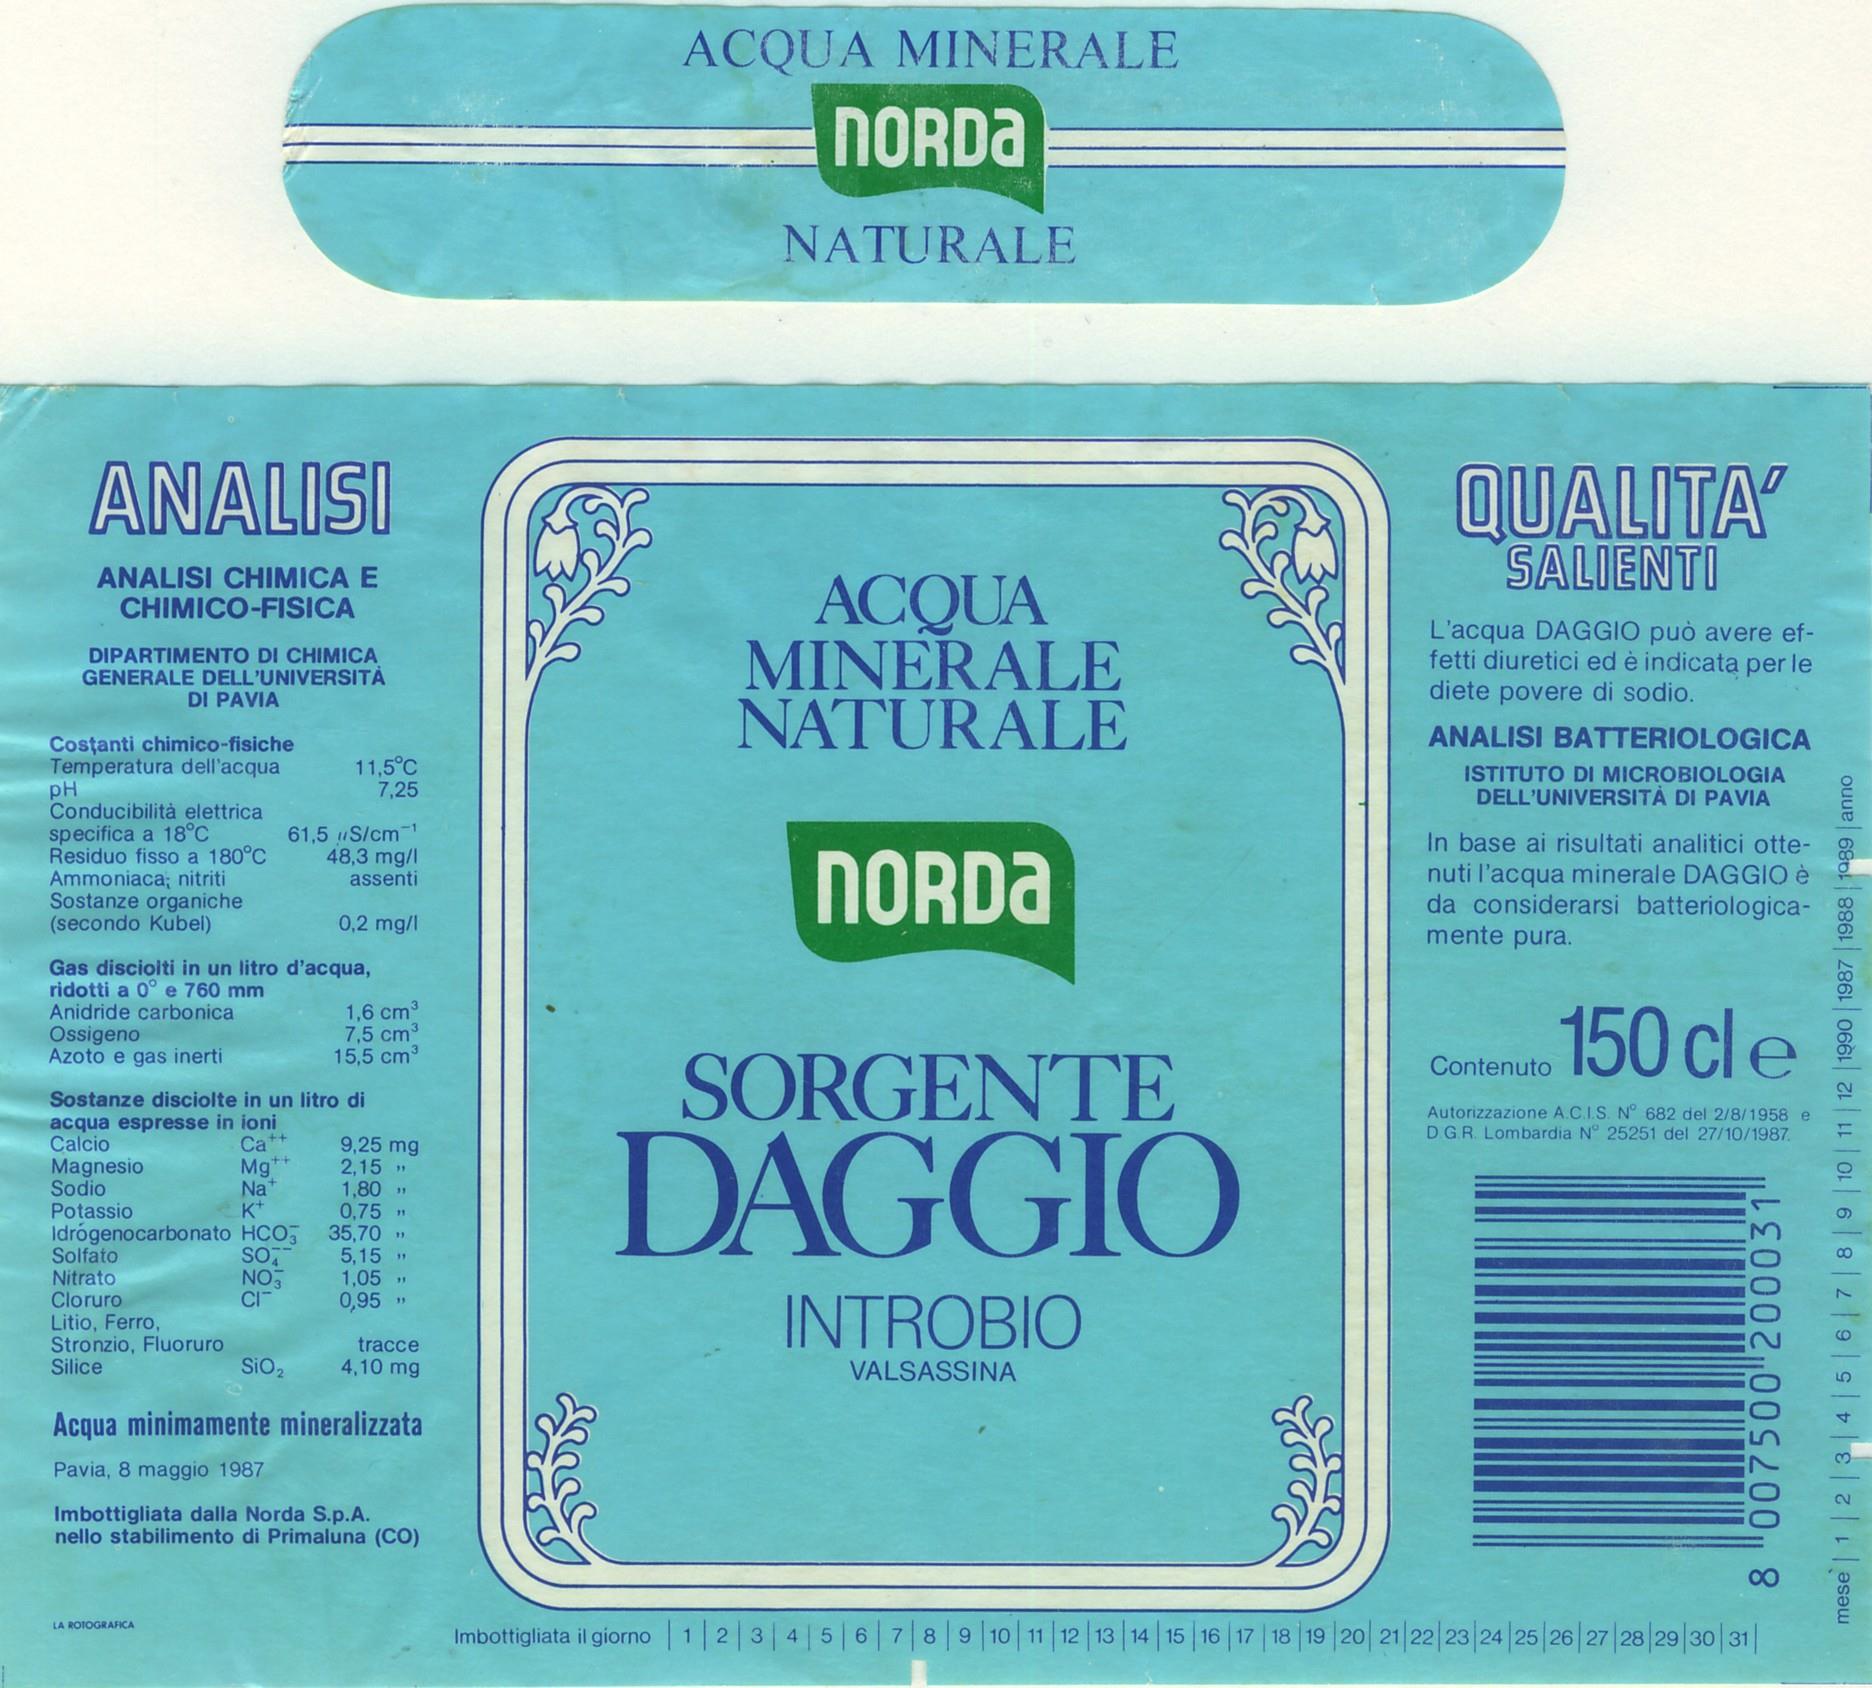 ACQUA MINERALE
NORDa
NATURALE
ANALISI
ANALISI CHIMICA E
CHIMICO-FISICA
DIPARTIMENTO DI CHIMICA
GENERALE DELL'UNIVERSITÀ
DI PAVIA
Costanti chimico-fisiche
Temperatura dell'acqua 11,5°C
pH 7,25
Conducibilità elettrica
specifica a 18°C 61,5 µS/cm⁻¹
Residuo fisso a 180°C 48,3 mg/l
Ammoniaca; nitriti assenti
Sostanze organiche
(secondo Kubel) 0,2 mg/l
Gas disciolti in un litro d'acqua,
ridotti a 0° e 760 mm
Anidride carbonica 1,6 cm³
Ossigeno 7,5 cm³
Azoto e gas inerti 15,5 cm³
Sostanze disciolte in un litro di
acqua espresse in ioni
Calcio Ca⁺⁺ 9,25 mg
Magnesio Mg⁺⁺ 2,15 "
Sodio Na⁺ 1,80 "
Potassio K⁺ 0,75 "
Idrogenocarbonato HCO₃⁻ 35,70 "
Solfato SO₄⁻⁻ 5,15 "
Nitrato NO₃⁻ 1,05 "
Cloruro Cl⁻ 0,95 "
Litio, Ferro,
Stronzio, Fluoruro tracce
Silice SiO₂ 4,10 mg
Acqua minimamente mineralizzata
Pavia, 8 maggio 1987
Imbottigliata dalla Norda S.p.A.
nello stabilimento di Primaluna (CO)
LA ROTOGRAFICA
ACQUA
MINERALE
NATURALE
NORDa
SORGENTE
DAGGIO
INTROBIO
VALSASSINA
QUALITA'
SALIENTI
L'acqua DAGGIO può avere ef-
fetti diuretici ed è indicata per le
diete povere di sodio.
ANALISI BATTERIOLOGICA
ISTITUTO DI MICROBIOLOGIA
DELL'UNIVERSITÀ DI PAVIA
In base ai risultati analitici otte-
nuti l'acqua minerale DAGGIO è
da considerarsi batteriologica-
mente pura.
Contenuto 150 cl e
Autorizzazione A.C.I.S. N° 682 del 2/8/1958 e
D.G.R. Lombardia N° 25251 del 27/10/1987.
8 007500 200031
mese | 1 | 2 | 3 | 4 | 5 | 6 | 7 | 8 | 9 | 10 | 11 | 12 | 1990 | 1987 | 1988 | 1989 | anno
Imbottigliata il giorno | 1 | 2 | 3 | 4 | 5 | 6 | 7 | 8 | 9 | 10 | 11 | 12 | 13 | 14 | 15 | 16 | 17 | 18 | 19 | 20 | 21 | 22 | 23 | 24 | 25 | 26 | 27 | 28 | 29 | 30 | 31 |